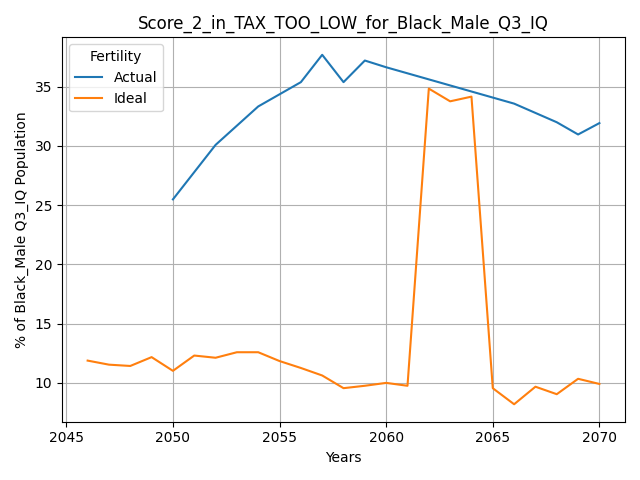 Score_2_in_TAX_TOO_LOW_for_Black_Male_Q3_IQ
Fertility
Actual
Ideal
% of Black_Male Q3_IQ Population
35
30
25
20
15
10
2045 2050 2055 2060 2065 2070
Years